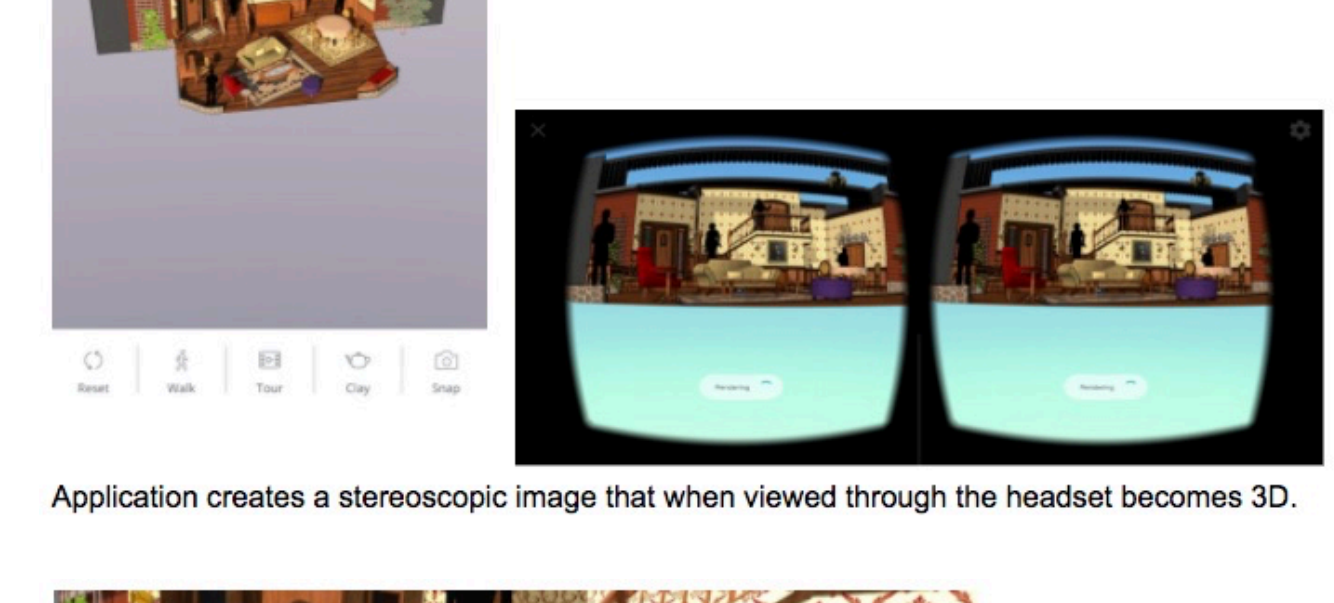 Reset Walk Tour Clay Snap
Rendering Rendering
Application creates a stereoscopic image that when viewed through the headset becomes 3D.